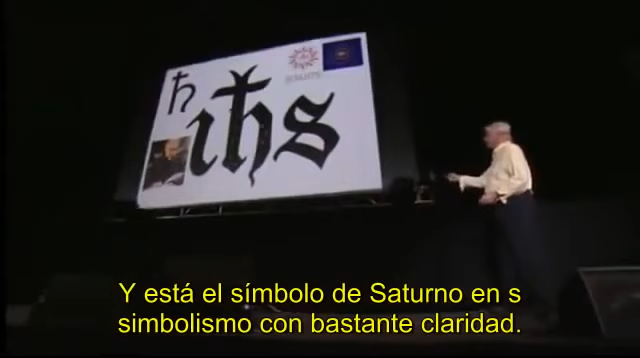 JESUITS
ihs
Y está el símbolo de Saturno en s
simbolismo con bastante claridad.